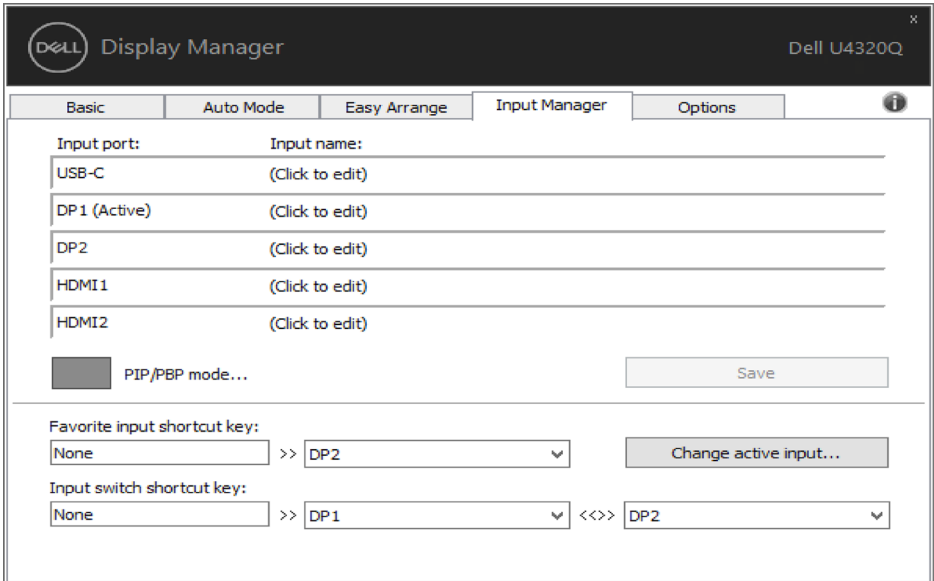 x
DELL Display Manager Dell U4320Q
Basic Auto Mode Easy Arrange Input Manager Options i
Input port: Input name:
USB-C (Click to edit)
DP1 (Active) (Click to edit)
DP2 (Click to edit)
HDMI1 (Click to edit)
HDMI2 (Click to edit)
PIP/PBP mode... Save
Favorite input shortcut key:
None >> DP2 Change active input...
Input switch shortcut key:
None >> DP1 <<>> DP2